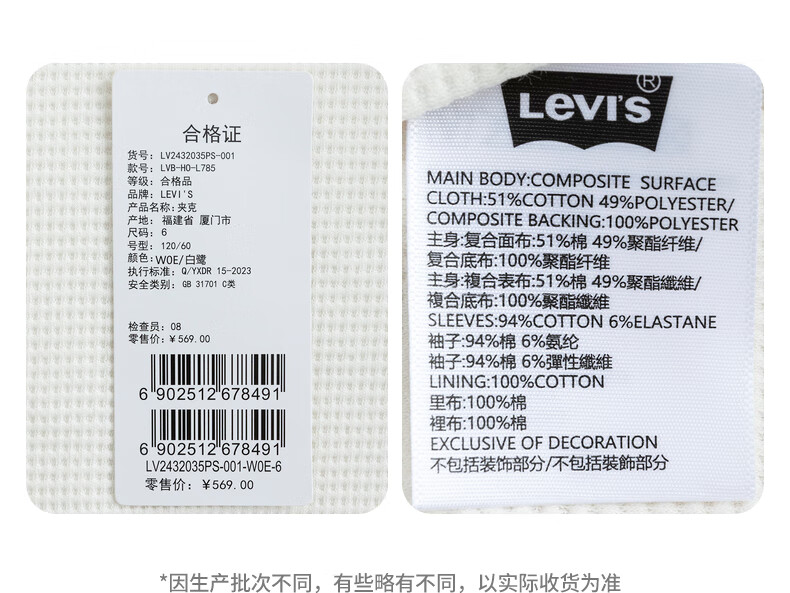 合格证
货号：LV2432035PS-001
款号：LVB-HO-L785
等级：合格品
品牌：LEVI'S
产品名称：夹克
产地：福建省 厦门市
尺码：6
号型：120/60
颜色：W0E/白鹭
执行标准：Q/YXDR 15-2023
安全类别：GB 31701 C类
检查员：08
零售价：￥569.00
6 902512 678491
6 902512 678491
LV2432035PS-001-W0E-6
零售价：￥569.00
LEVI'S®
MAIN BODY:COMPOSITE SURFACE
CLOTH:51%COTTON 49%POLYESTER/
COMPOSITE BACKING:100%POLYESTER
主身:复合面布:51%棉 49%聚酯纤维/
复合底布:100%聚酯纤维
主身:複合表布:51%棉 49%聚酯纖維/
複合底布:100%聚酯纖維
SLEEVES:94%COTTON 6%ELASTANE
袖子:94%棉 6%氨纶
袖子:94%棉 6%彈性纖維
LINING:100%COTTON
里布:100%棉
裡布:100%棉
EXCLUSIVE OF DECORATION
不包括装饰部分/不包括裝飾部分
*因生产批次不同，有些略有不同，以实际收货为准